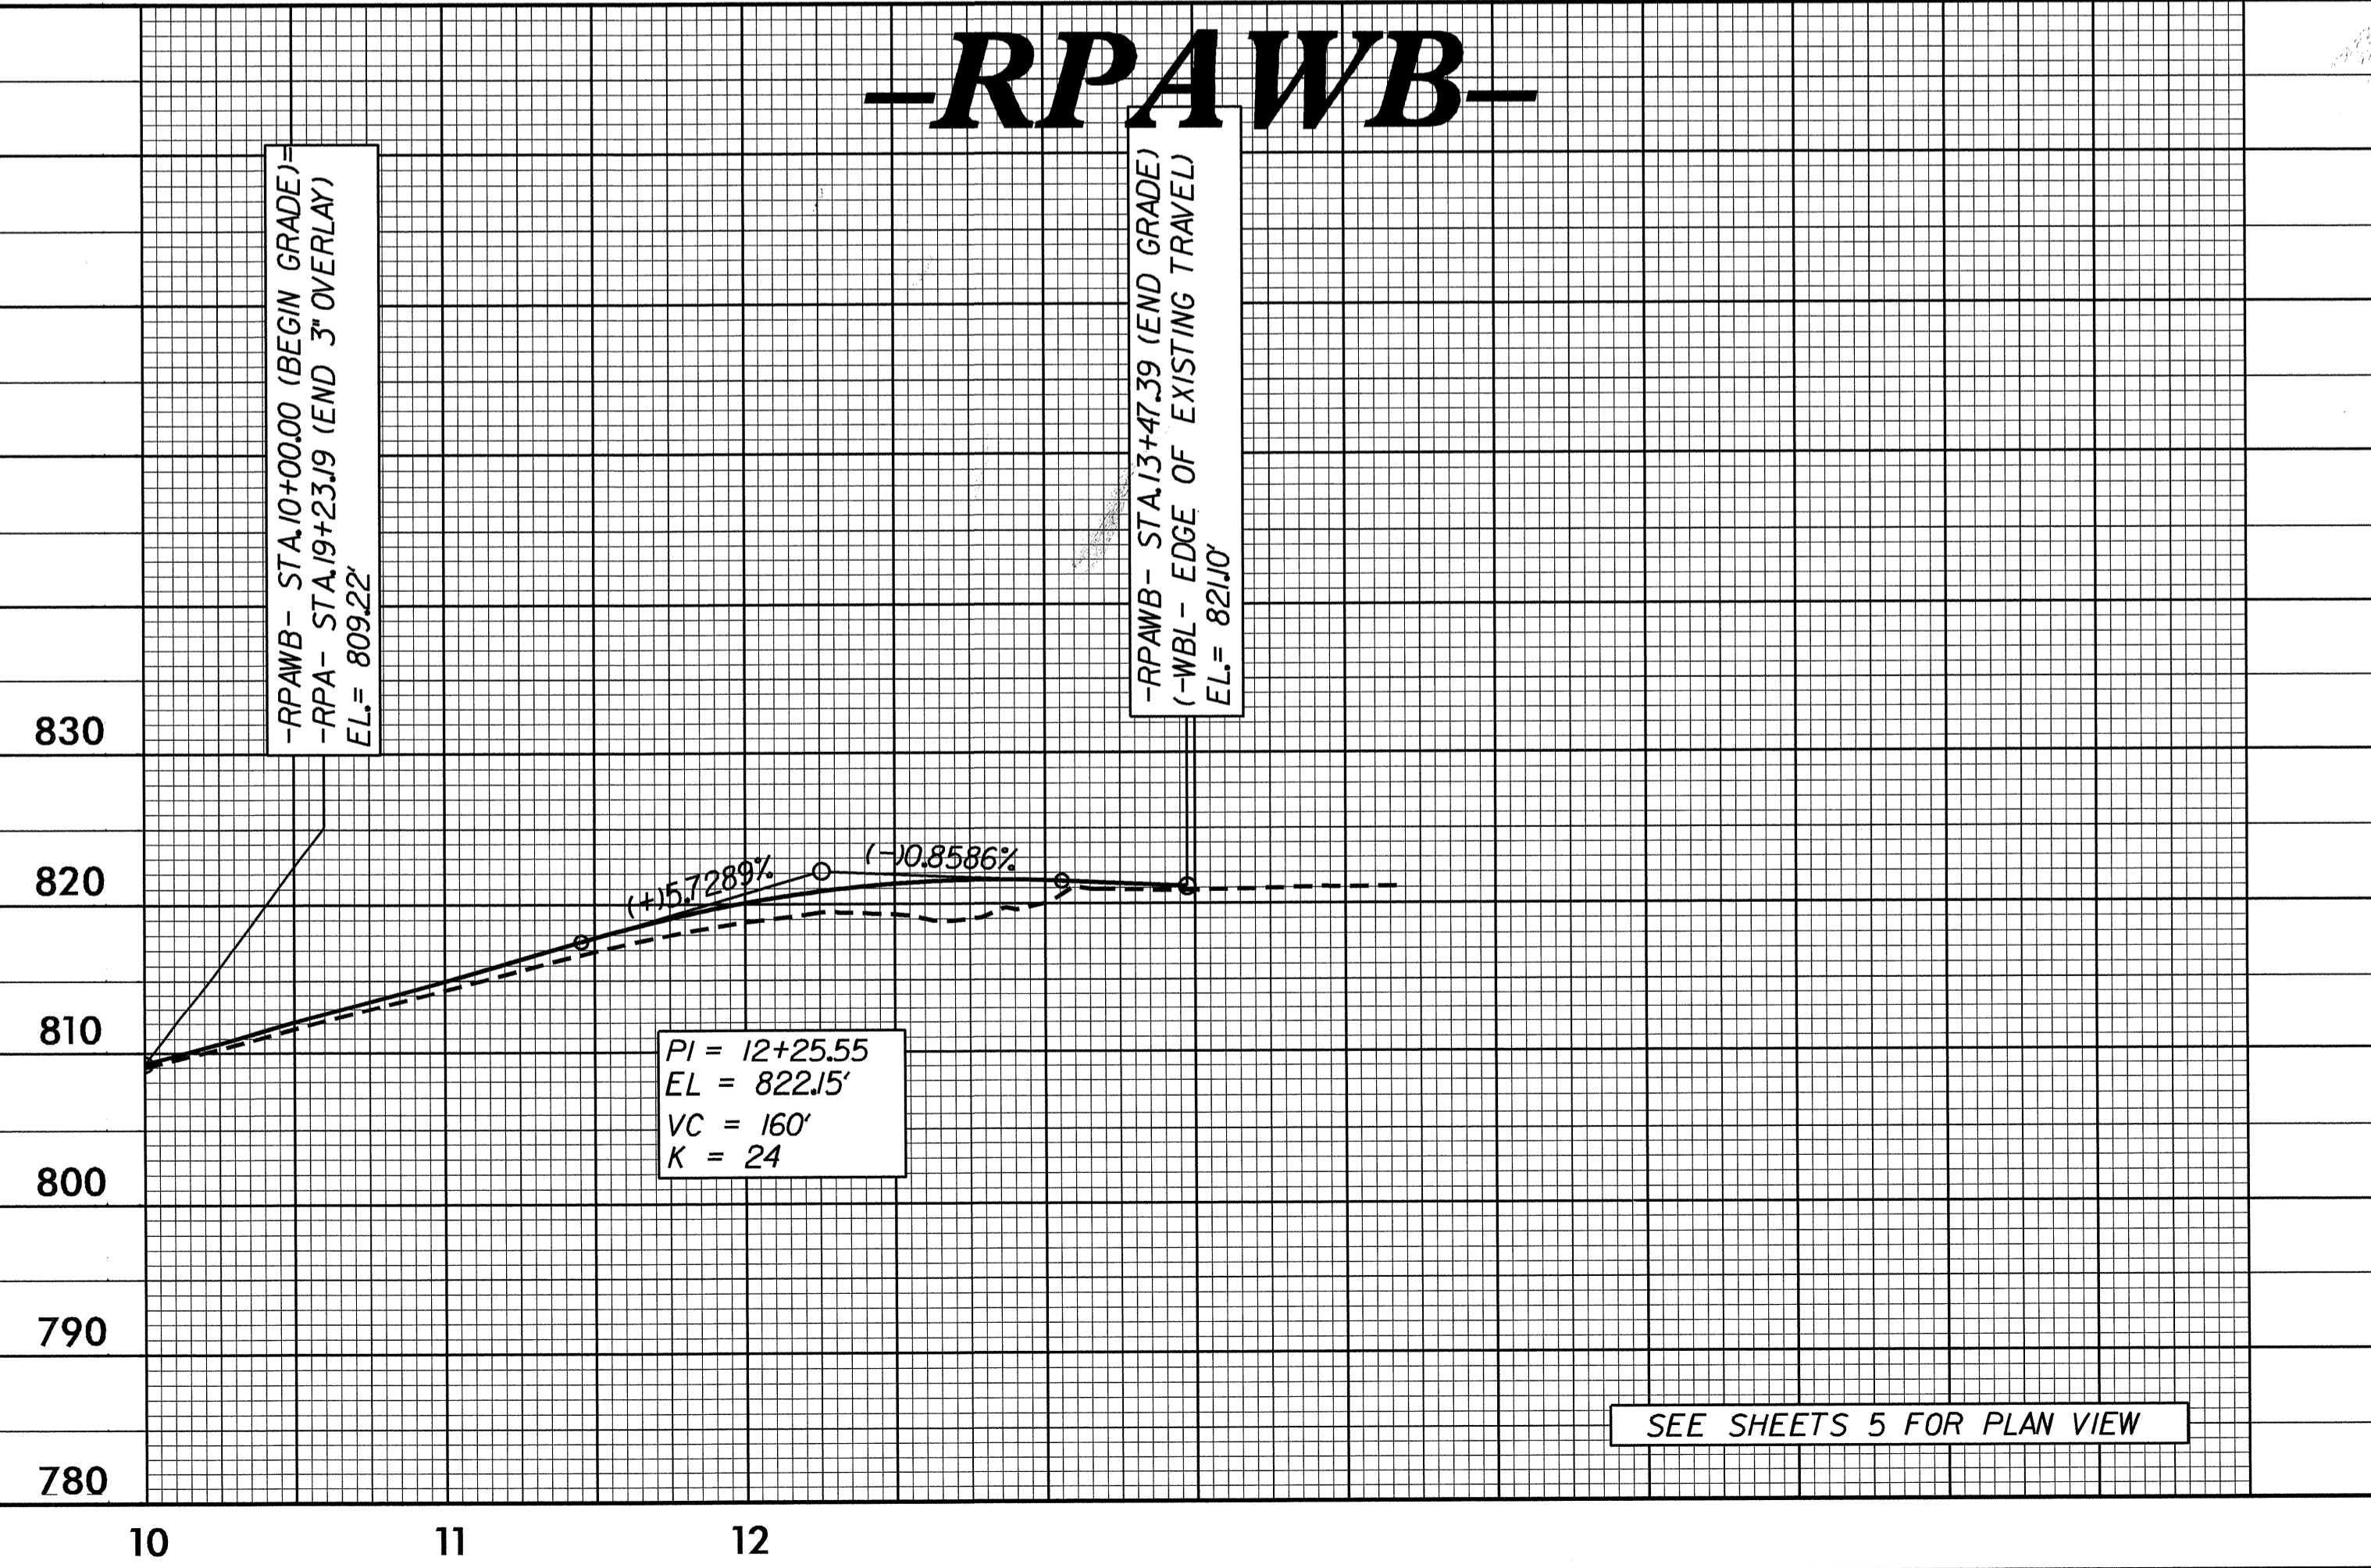 –RPAWB–
-RPAWB- STA.10+00.00 (BEGIN GRADE)=
-RPA- STA.19+23.19 (END 3" OVERLAY)
EL.= 809.22'
-RPAWB- STA.13+47.39 (END GRADE)
(-WBL- EDGE OF EXISTING TRAVEL)
EL.= 821.10'
830
820
810
800
790
780
(+)5.7289%
(-)0.8586%
PI = 12+25.55
EL = 822.15'
VC = 160'
K = 24
SEE SHEETS 5 FOR PLAN VIEW
10 11 12